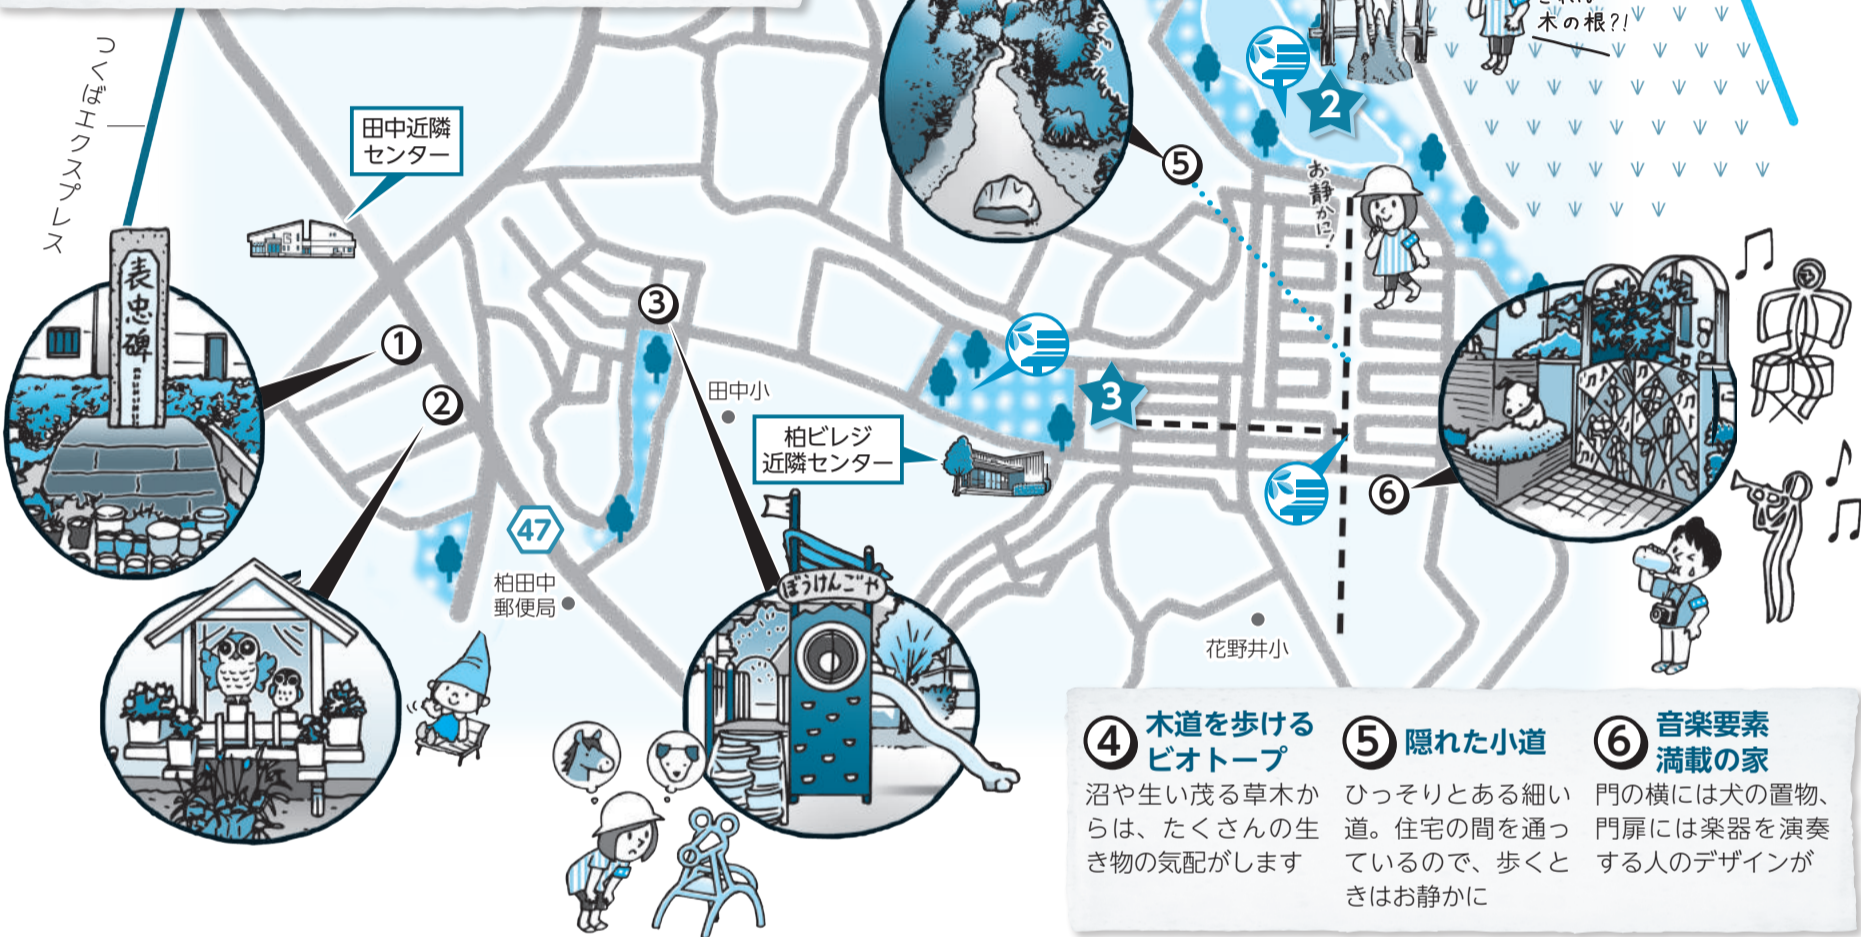 つくばエクスプレス
田中近隣
センター
木の根?!
2
5
お静かに!
表忠碑
1
2
3
田中小
3
柏ビレジ
近隣センター
6
47
柏田中
郵便局
ぼうけんごや
花野井小
4 木道を歩ける
ビオトープ
沼や生い茂る草木か
らは、たくさんの生
き物の気配がします
5 隠れた小道
ひっそりとある細い
道。住宅の間を通っ
ているので、歩くと
きはお静かに
6 音楽要素
満載の家
門の横には犬の置物、
門扉には楽器を演奏
する人のデザインが